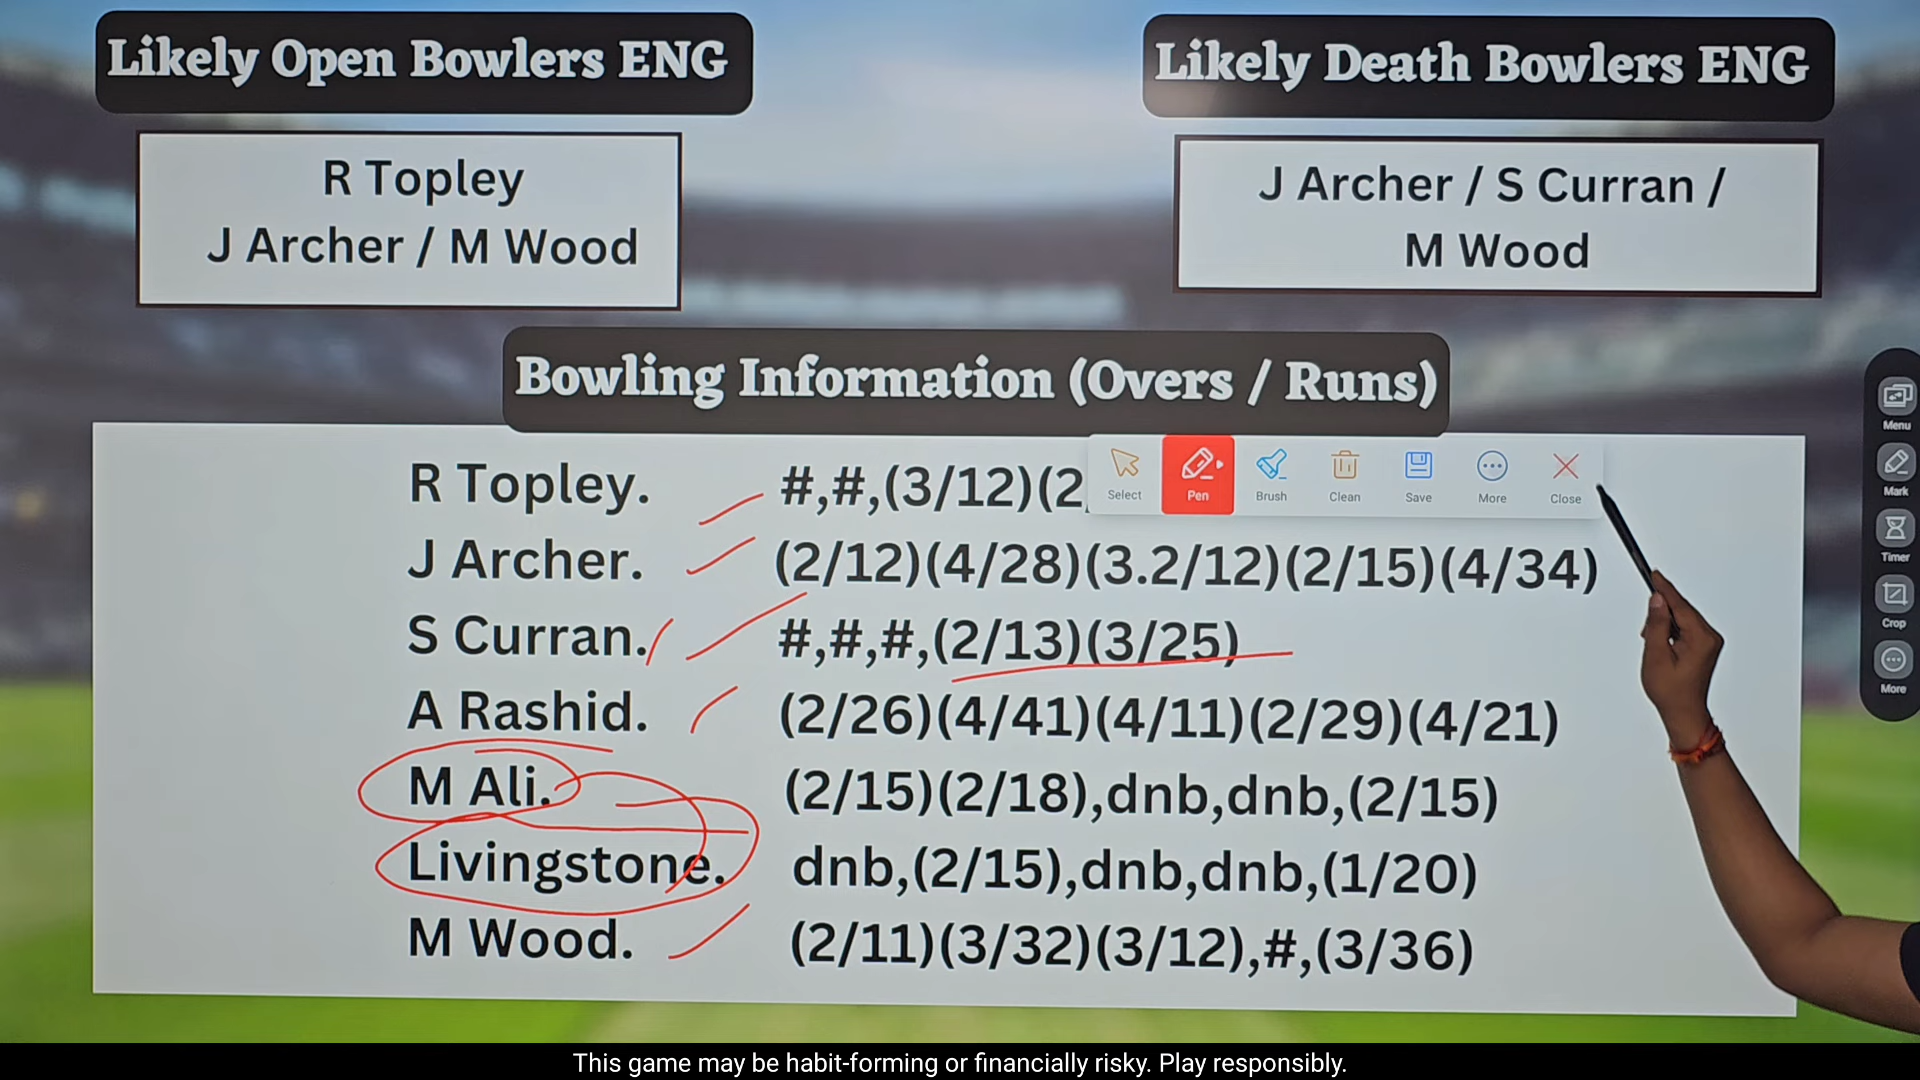 Likely Open Bowlers ENG
Likely Death Bowlers ENG
R Topley
J Archer / M Wood
J Archer / S Curran /
M Wood
Bowling Information (Overs / Runs)
R Topley. #,#,(3/12)(2,
Select Pen Brush Clean Save More Close
J Archer. (2/12)(4/28)(3.2/12)(2/15)(4/34)
S Curran. #,#,#,(2/13)(3/25)
A Rashid. (2/26)(4/41)(4/11)(2/29)(4/21)
M Ali. (2/15)(2/18),dnb,dnb,(2/15)
Livingstone. dnb,(2/15),dnb,dnb,(1/20)
M Wood. (2/11)(3/32)(3/12),#,(3/36)
Menu
Mark
Timer
Crop
More
This game may be habit-forming or financially risky. Play responsibly.